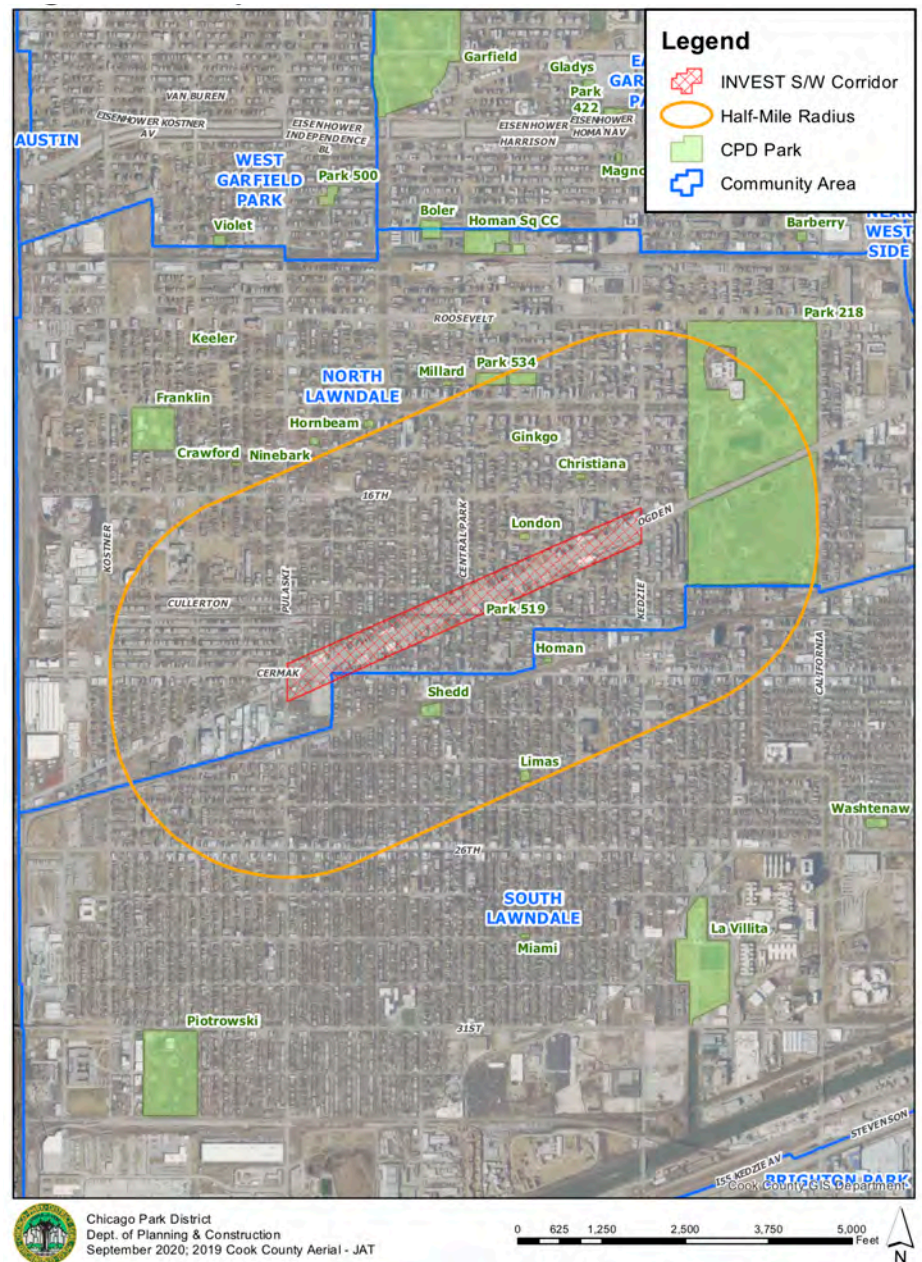 Legend
INVEST S/W Corridor
Half-Mile Radius
CPD Park
Community Area
Garfield
Gladys
Park
422
VAN BUREN
EISENHOWER KOSTNER
AV
EISENHOWER
INDEPENDENCE
BL
EISENHOWER
HARRISON
EISENHOWER
HOMAN AV
AUSTIN
WEST
GARFIELD
PARK
Park 500
Boler
Homan Sq CC
Violet
Barberry
WEST
SIDE
ROOSEVELT
Park 218
Keeler
Millard
Park 534
NORTH
LAWNDALE
Franklin
Hornbeam
Ginkgo
Crawford
Ninebark
Christiana
16TH
KOSTNER
CENTRAL PARK
London
OGDEN
PULASKI
KEDZIE
CULLERTON
Park 519
Homan
CERMAK
CALIFORNIA
Shedd
Limas
Washtenaw
26TH
SOUTH
LAWNDALE
La Villita
Miami
Piotrowski
31ST
STEVENSON
ISS KEDZIE AV
BRIGHTON PARK
Cook County GIS Department
Chicago Park District
Dept. of Planning & Construction
September 2020; 2019 Cook County Aerial - JAT
0 625 1,250 2,500 3,750 5,000
Feet
N